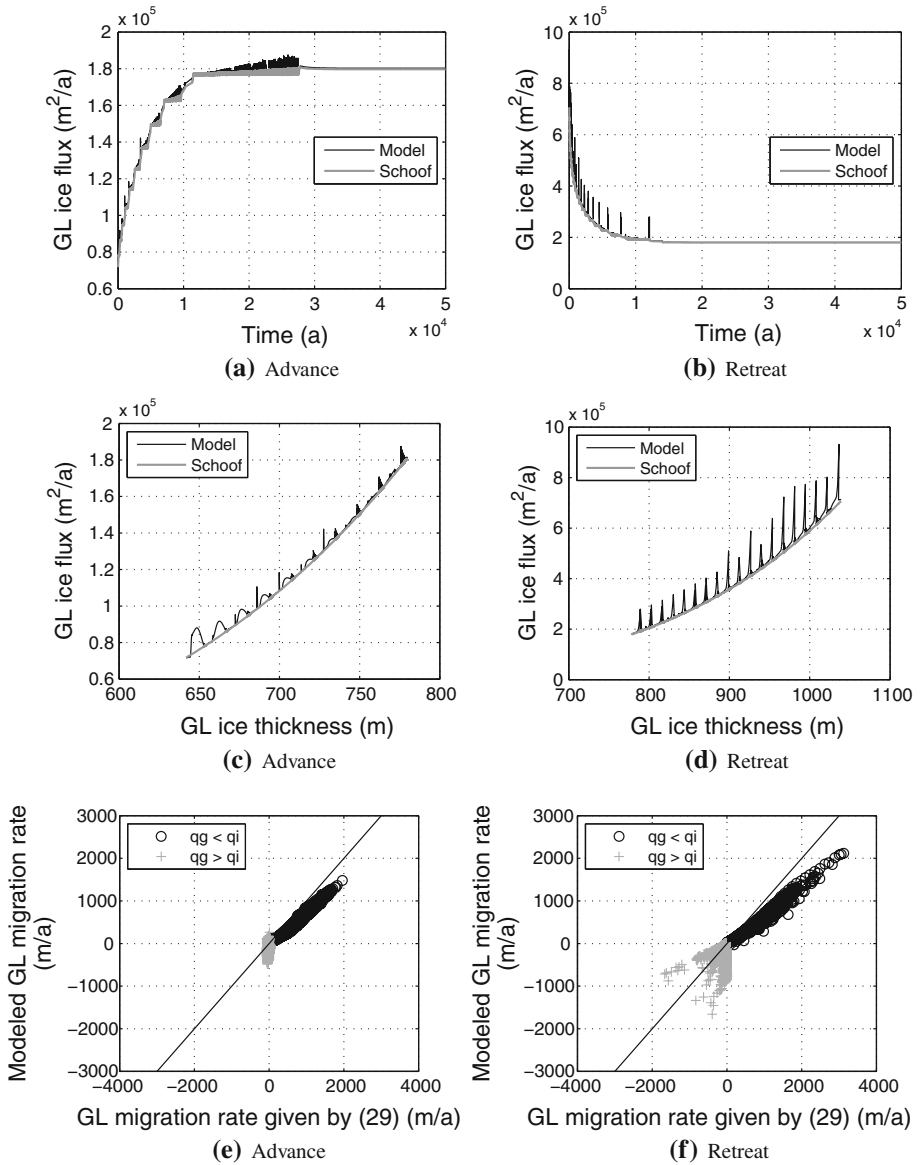 x 10^5
2
1.8
1.6
1.4
1.2
1
0.8
0.6
GL ice flux (m²/a)
Model
Schoof
0 1 2 3 4 5
Time (a)
x 10^4
(a) Advance
x 10^5
10
8
6
4
2
0
GL ice flux (m²/a)
Model
Schoof
0 1 2 3 4 5
Time (a)
x 10^4
(b) Retreat
x 10^5
2
1.8
1.6
1.4
1.2
1
0.8
0.6
GL ice flux (m²/a)
Model
Schoof
600 650 700 750 800
GL ice thickness (m)
(c) Advance
x 10^5
10
8
6
4
2
0
GL ice flux (m²/a)
Model
Schoof
700 800 900 1000 1100
GL ice thickness (m)
(d) Retreat
3000
2000
1000
0
−1000
−2000
−3000
Modeled GL migration rate
(m/a)
qg < qi
qg > qi
−4000 −2000 0 2000 4000
GL migration rate given by (29) (m/a)
(e) Advance
3000
2000
1000
0
−1000
−2000
−3000
Modeled GL migration rate
(m/a)
qg < qi
qg > qi
−4000 −2000 0 2000 4000
GL migration rate given by (29) (m/a)
(f) Retreat